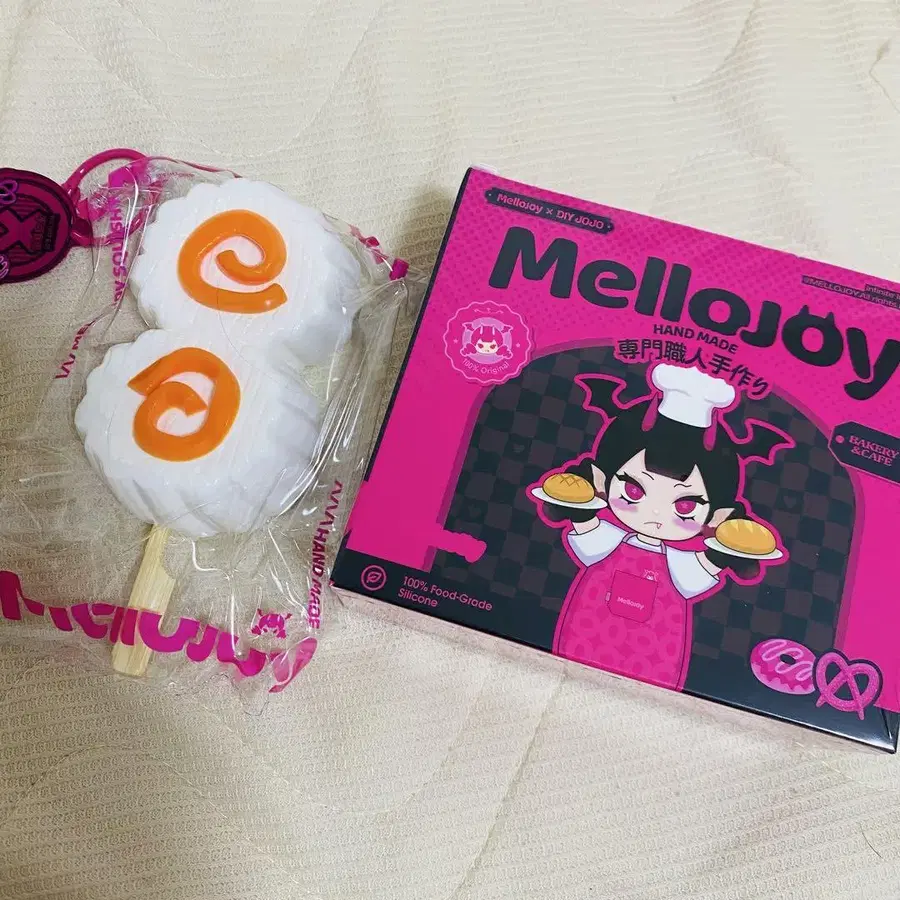 Mellojoy × DIY JOJO
Mellojoy
HAND MADE
専門職人手作り
100% Original
BAKERY
&CAFE
100% Food-Grade
Silicone
Mellojoy
HAND MADE
Mellojoy